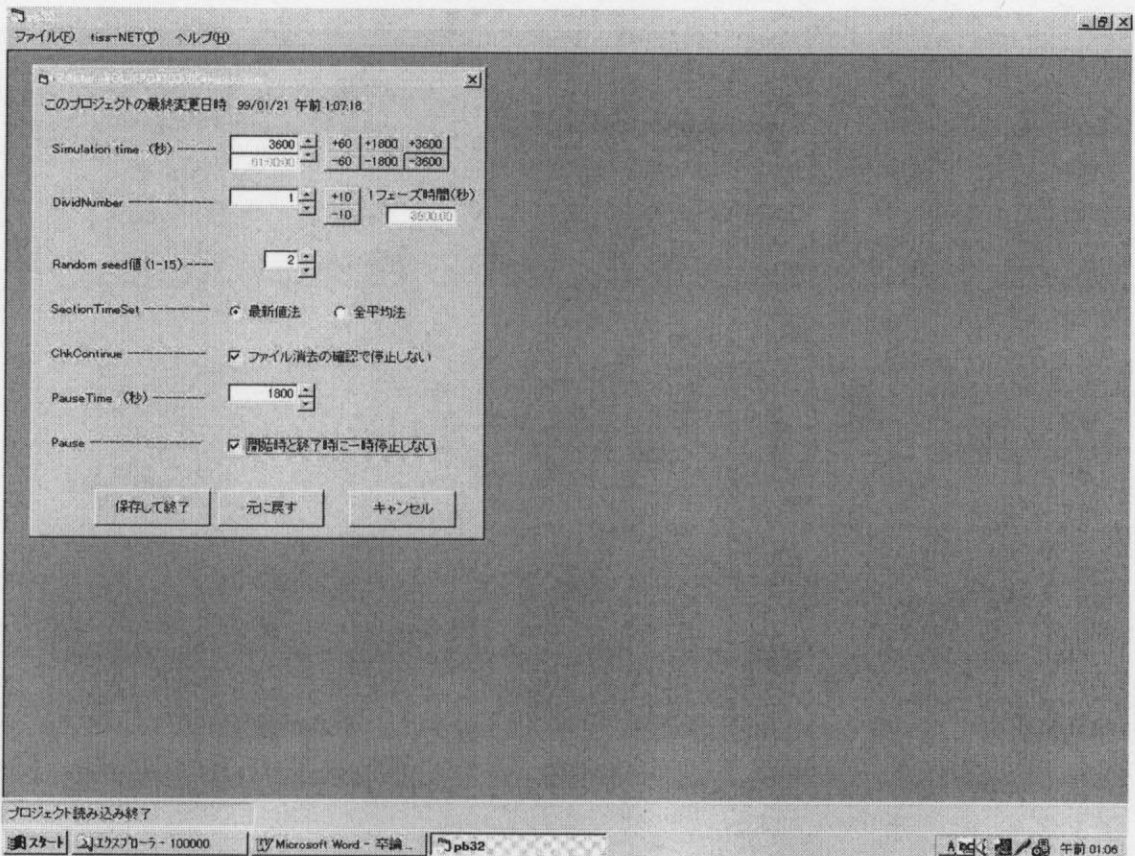 ファイル(F) tiss-NET(T) ヘルプ(H)
このプロジェクトの最終変更日時 99/01/21 午前 1:07:18
Simulation time (秒) ------ 3600 +60 +1800 +3600
01:00:00 -60 -1800 -3600
DividNumber ------------ 1 +10 1フェーズ時間(秒)
-10 3600.00
Random seed値 (1-15) ---- 2
SectionTimeSet ---------- 最新値法 全平均法
ChkContinue ------------ ファイル消去の確認で停止しない
PauseTime (秒) --------- 1800
Pause ----------------- 開始時と終了時に一時停止しない
保存して終了 元に戻す キャンセル
プロジェクト読み込み終了
スタート エクスプローラ - 100000 Microsoft Word - 卒論... pb32 午前 01:06